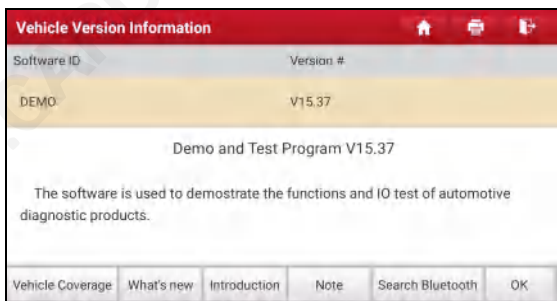 Vehicle Version Information
Software ID Version #
DEMO V15.37
Demo and Test Program V15.37
The software is used to demostrate the functions and IO test of automotive
diagnostic products.
Vehicle Coverage What's new Introduction Note Search Bluetooth OK